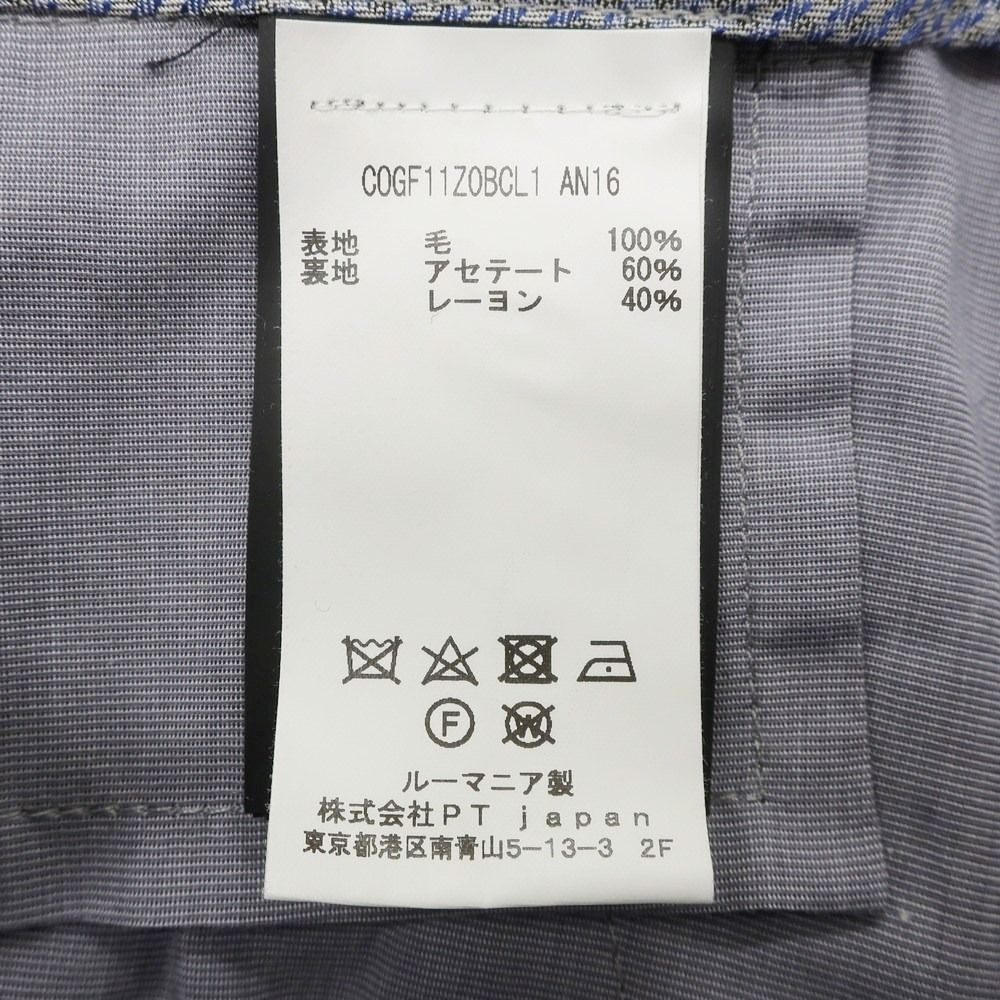 COGF11Z0BCL1 AN16
表地 毛 100%
裏地 アセテート 60%
レーヨン 40%
F W
ルーマニア製
株式会社PT japan
東京都港区南青山5-13-3 2F